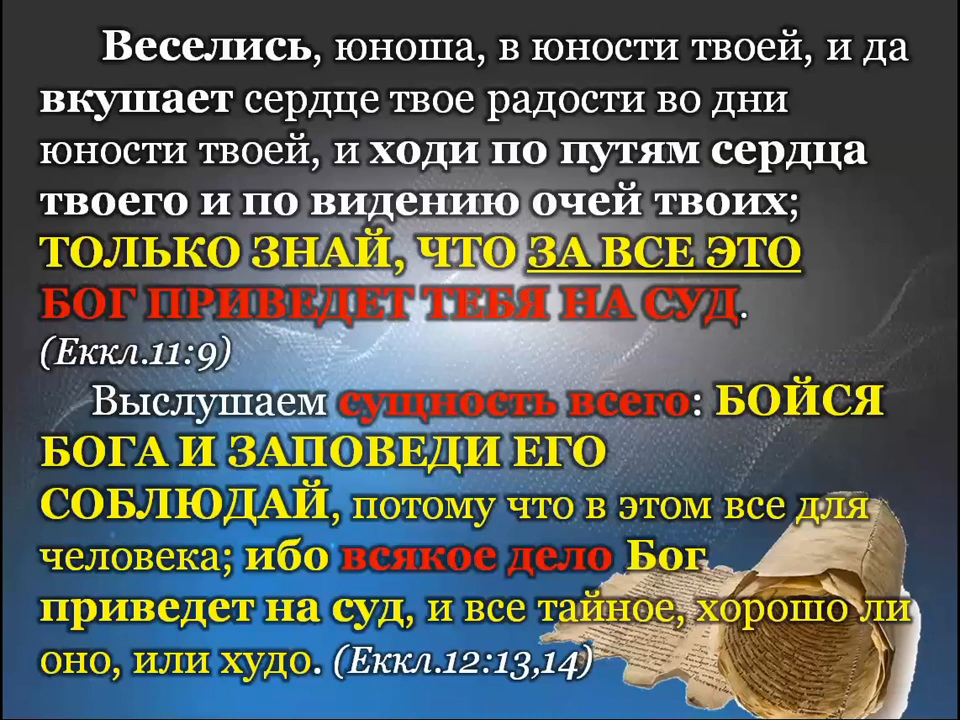 Веселись, юноша, в юности твоей, и да
вкушает сердце твое радости во дни
юности твоей, и ходи по путям сердца
твоего и по видению очей твоих;
ТОЛЬКО ЗНАЙ, ЧТО ЗА ВСЕ ЭТО
БОГ ПРИВЕДЕТ ТЕБЯ НА СУД.
(Еккл.11:9)
Выслушаем сущность всего: БОЙСЯ
БОГА И ЗАПОВЕДИ ЕГО
СОБЛЮДАЙ, потому что в этом все для
человека; ибо всякое дело Бог
приведет на суд, и все тайное, хорошо ли
оно, или худо. (Еккл.12:13,14)